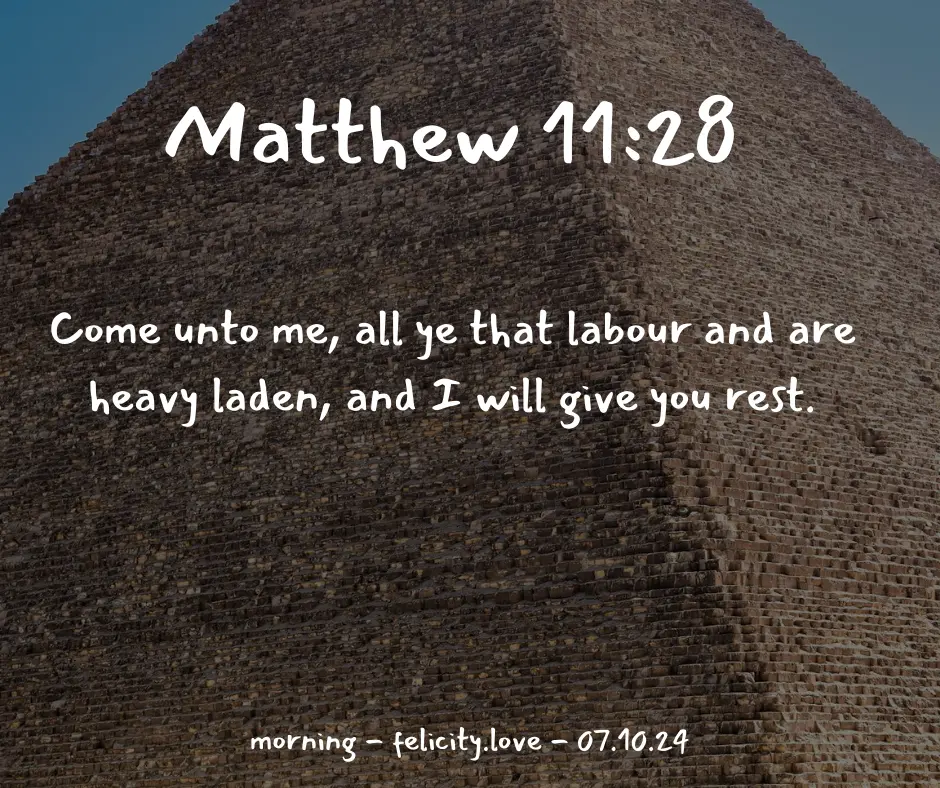 Matthew 11:28
Come unto me, all ye that labour and are
heavy laden, and I will give you rest.
morning - felicity.love - 07.10.24